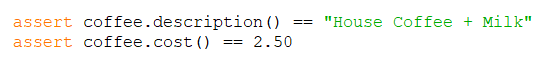 assert coffee.description() == "House Coffee + Milk"
assert coffee.cost() == 2.50